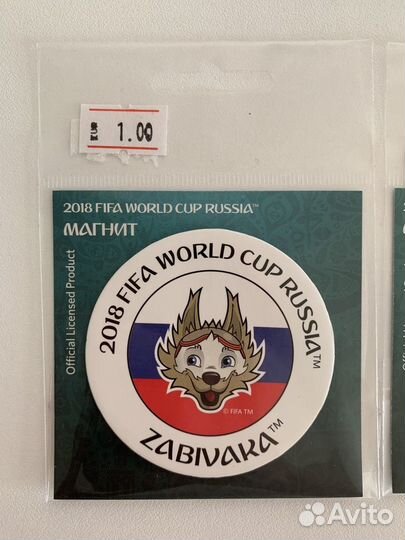 EUR 1.00
2018 FIFA WORLD CUP RUSSIA™
МАГНИТ
Official Licensed Product
2018 FIFA WORLD CUP RUSSIA™
© FIFA TM
ZABIVAKA™
Avito